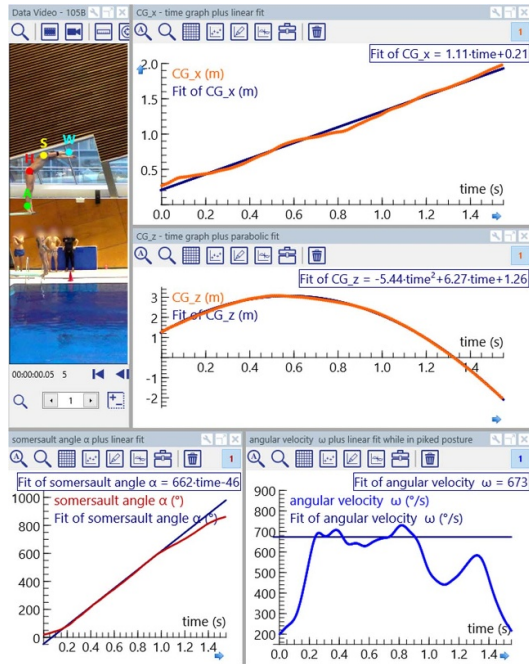 Data Video - 105B
CG_x - time graph plus linear fit
1
Fit of CG_x = 1.11·time+0.21
CG_x (m)
Fit of CG_x (m)
2.0
1.5
1.0
0.5
time (s)
0.0 0.2 0.4 0.6 0.8 1.0 1.2 1.4
S W
H
CG_z - time graph plus parabolic fit
Fit of CG_z = -5.44·time²+6.27·time+1.26
CG_z (m)
Fit of CG_z (m)
3
2
1
time (s)
0.2 0.4 0.6 0.8 1.0 1.2 1.4
-1
-2
00:00:00.05 5
1
somersault angle α plus linear fit
1
Fit of somersault angle α = 662·time-46
somersault angle α (°)
Fit of somersault angle α (°)
1000
800
600
400
200
0
time (s)
0.2 0.4 0.6 0.8 1.0 1.2 1.4
angular velocity ω plus linear fit while in piked posture
1
Fit of angular velocity ω = 673
angular velocity ω (°/s)
Fit of angular velocity ω (°/s)
900
800
700
600
500
400
300
200
time (s)
0.0 0.2 0.4 0.6 0.8 1.0 1.2 1.4